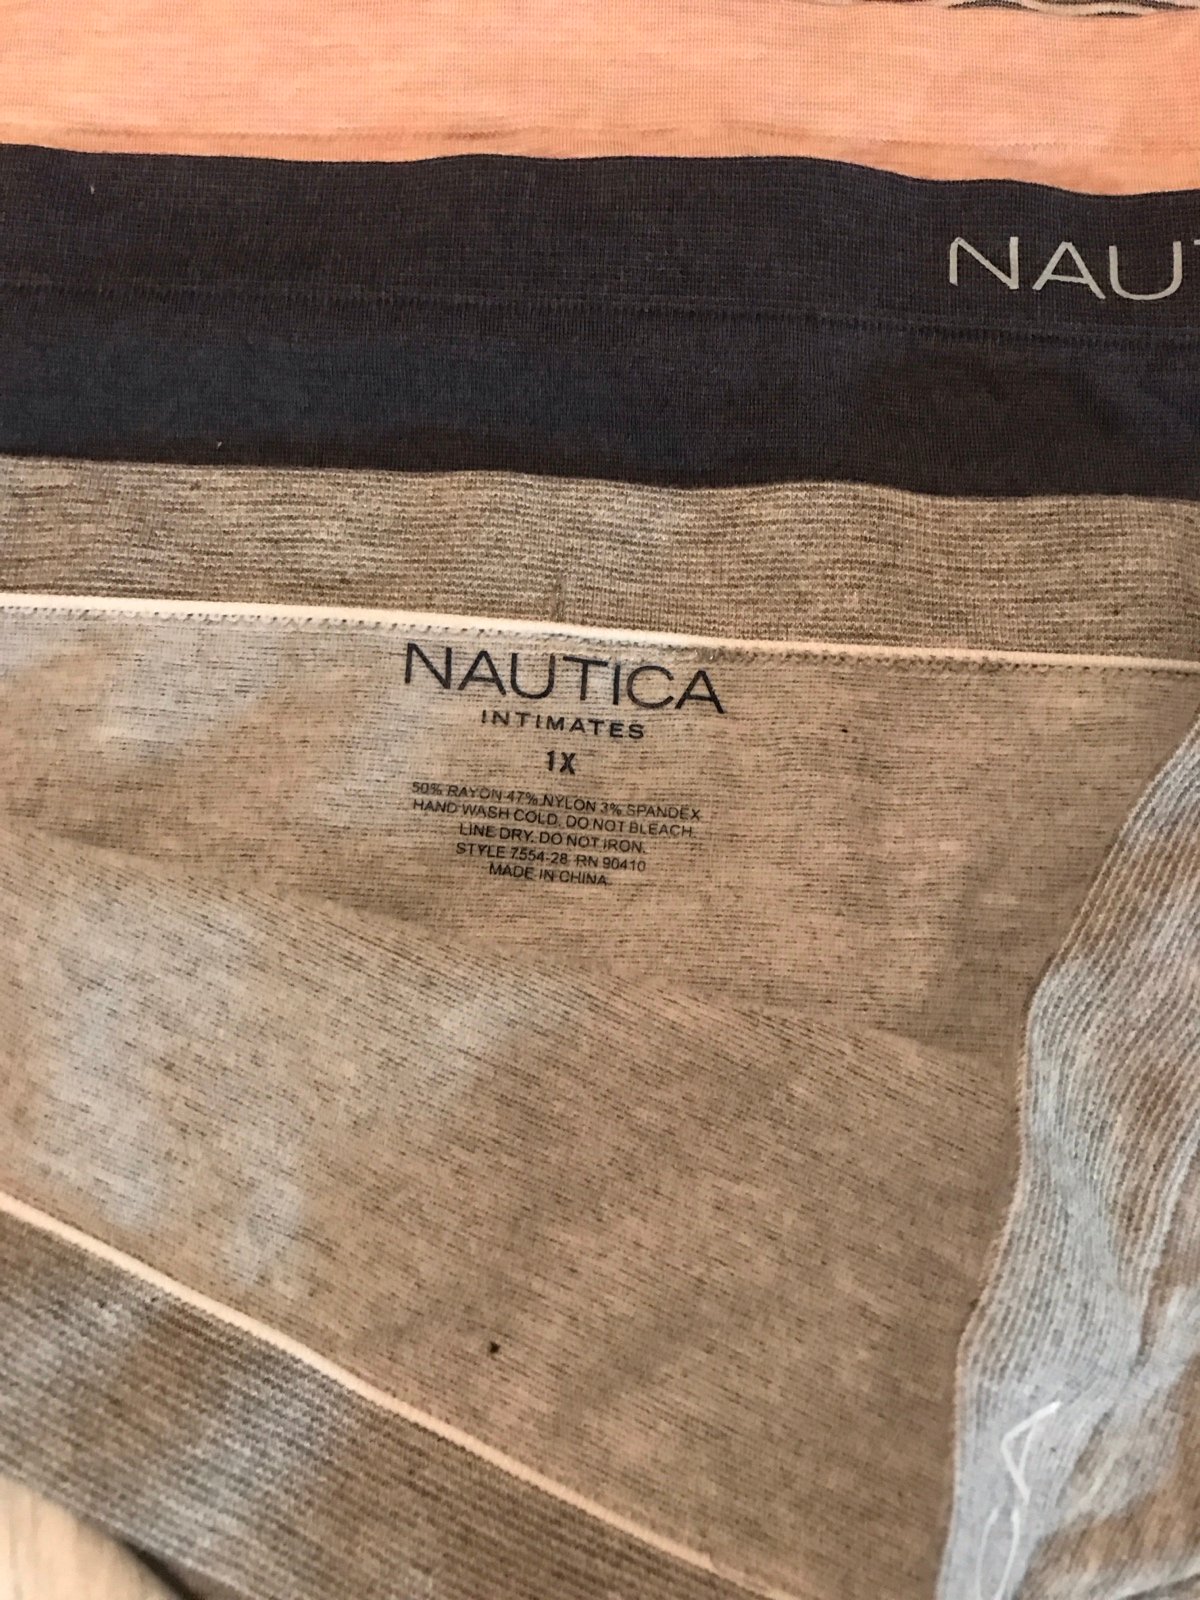 NAUT
NAUTICA
INTIMATES
1X
50% RAYON 47% NYLON 3% SPANDEX
HAND WASH COLD. DO NOT BLEACH.
LINE DRY. DO NOT IRON.
STYLE 7554-28 RN 90410
MADE IN CHINA.